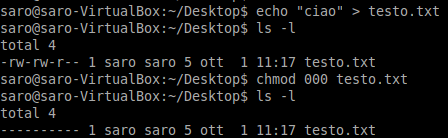 saro@saro-VirtualBox:~/Desktop$ echo "ciao" > testo.txt
saro@saro-VirtualBox:~/Desktop$ ls -l
total 4
-rw-rw-r-- 1 saro saro 5 ott  1 11:17 testo.txt
saro@saro-VirtualBox:~/Desktop$ chmod 000 testo.txt
saro@saro-VirtualBox:~/Desktop$ ls -l
total 4
---------- 1 saro saro 5 ott  1 11:17 testo.txt